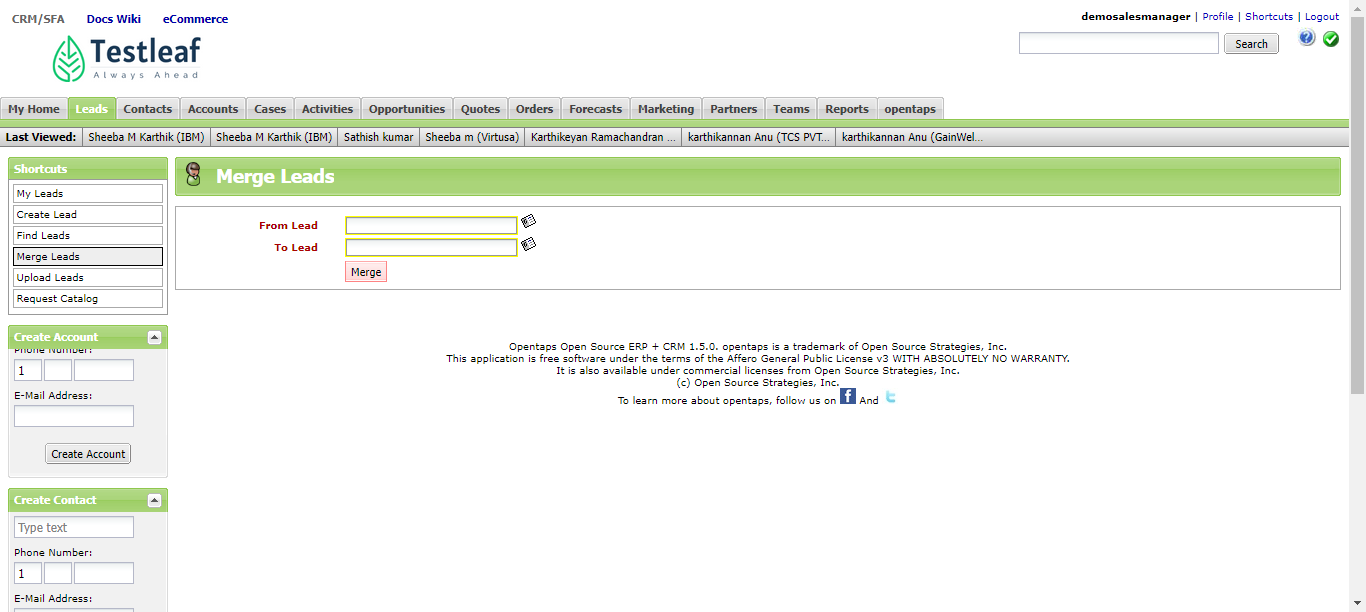 CRM/SFA Docs Wiki eCommerce
demosalesmanager | Profile | Shortcuts | Logout
Testleaf
Always Ahead
Search
My Home Leads Contacts Accounts Cases Activities Opportunities Quotes Orders Forecasts Marketing Partners Teams Reports opentaps
Last Viewed: Sheeba M Karthik (IBM) Sheeba M Karthik (IBM) Sathish kumar Sheeba m (Virtusa) Karthikeyan Ramachandran ... karthikannan Anu (TCS PVT... karthikannan Anu (GainWel...
Shortcuts
My Leads
Create Lead
Find Leads
Merge Leads
Upload Leads
Request Catalog
Create Account
Phone Number:
1
E-Mail Address:
Create Account
Create Contact
Type text
Phone Number:
1
E-Mail Address:
Merge Leads
From Lead
To Lead
Merge
Opentaps Open Source ERP + CRM 1.5.0. opentaps is a trademark of Open Source Strategies, Inc.
This application is free software under the terms of the Affero General Public License v3 WITH ABSOLUTELY NO WARRANTY.
It is also available under commercial licenses from Open Source Strategies, Inc.
(c) Open Source Strategies, Inc.
To learn more about opentaps, follow us on f And t